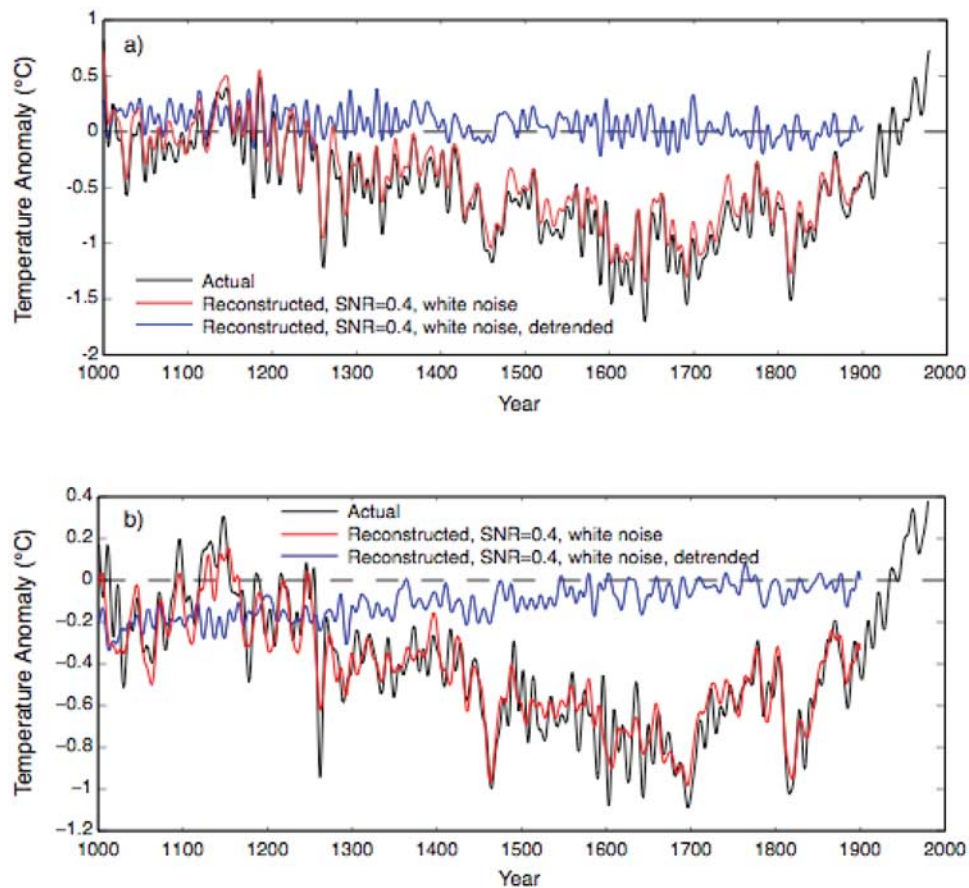 a)
Temperature Anomaly (°C)
1
0.5
0
-0.5
-1
-1.5
-2
Actual
Reconstructed, SNR=0.4, white noise
Reconstructed, SNR=0.4, white noise, detrended
1000 1100 1200 1300 1400 1500 1600 1700 1800 1900 2000
Year
b)
Temperature Anomaly (°C)
0.4
0.2
0
−0.2
−0.4
−0.6
−0.8
−1
−1.2
Actual
Reconstructed, SNR=0.4, white noise
Reconstructed, SNR=0.4, white noise, detrended
1000 1100 1200 1300 1400 1500 1600 1700 1800 1900 2000
Year